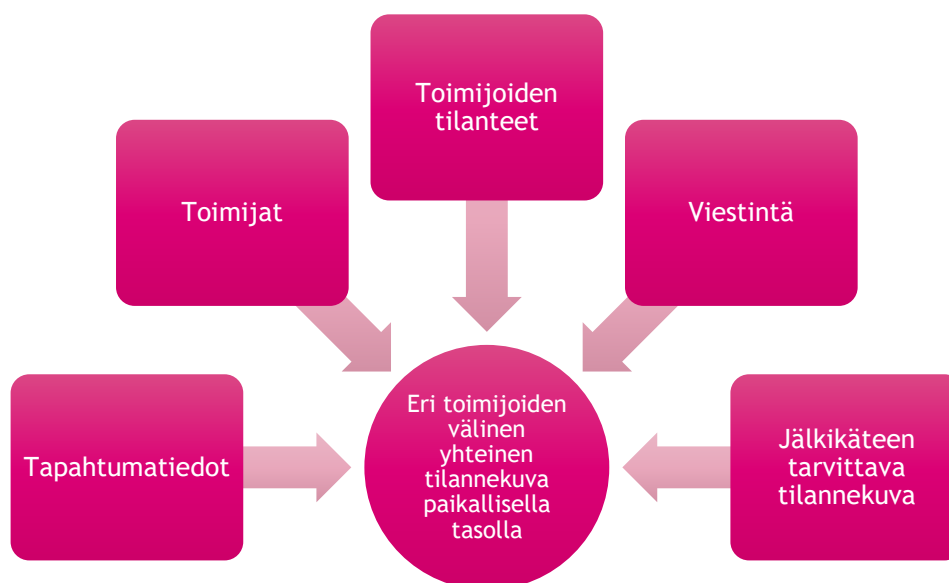 Toimijoiden
tilanteet
Toimijat
Viestintä
Tapahtumatiedot
Eri toimijoiden
välinen
yhteinen
tilannekuva
paikallisella
tasolla
Jälkikäteen
tarvittava
tilannekuva